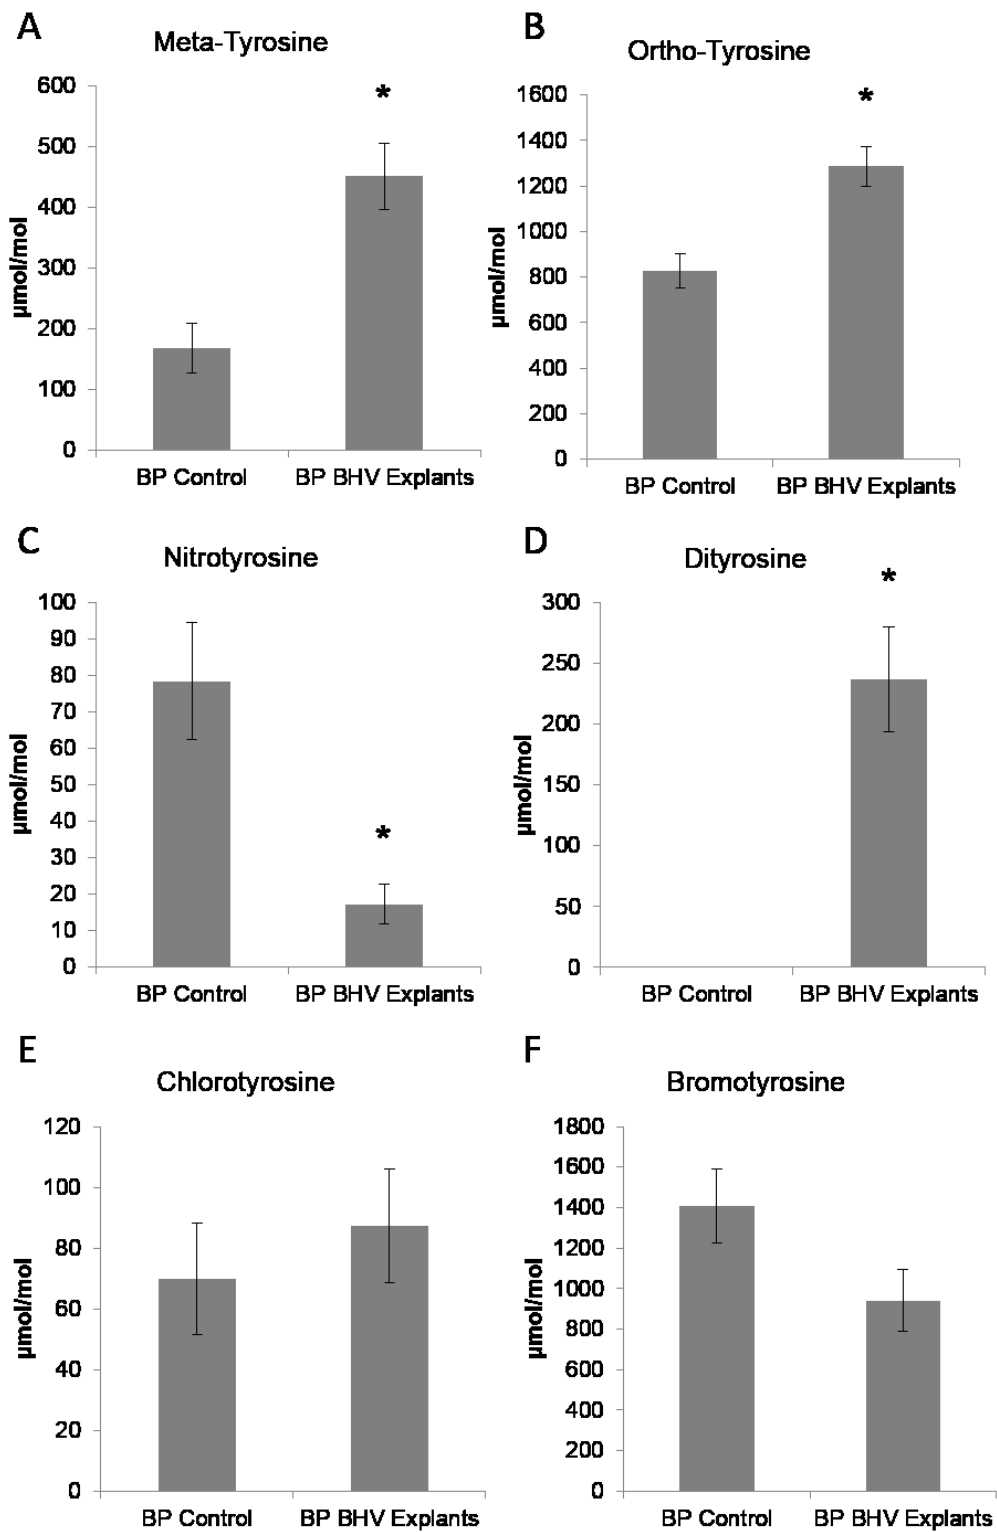 A
Meta-Tyrosine
600
500
400
300
200
100
0
µmol/mol
*
BP Control
BP BHV Explants
B
Ortho-Tyrosine
1600
1400
1200
1000
800
600
400
200
0
µmol/mol
*
BP Control
BP BHV Explants
C
Nitrotyrosine
100
90
80
70
60
50
40
30
20
10
0
µmol/mol
*
BP Control
BP BHV Explants
D
Dityrosine
300
250
200
150
100
50
0
µmol/mol
*
BP Control
BP BHV Explants
E
Chlorotyrosine
120
100
80
60
40
20
0
µmol/mol
BP Control
BP BHV Explants
F
Bromotyrosine
1800
1600
1400
1200
1000
800
600
400
200
0
µmol/mol
BP Control
BP BHV Explants